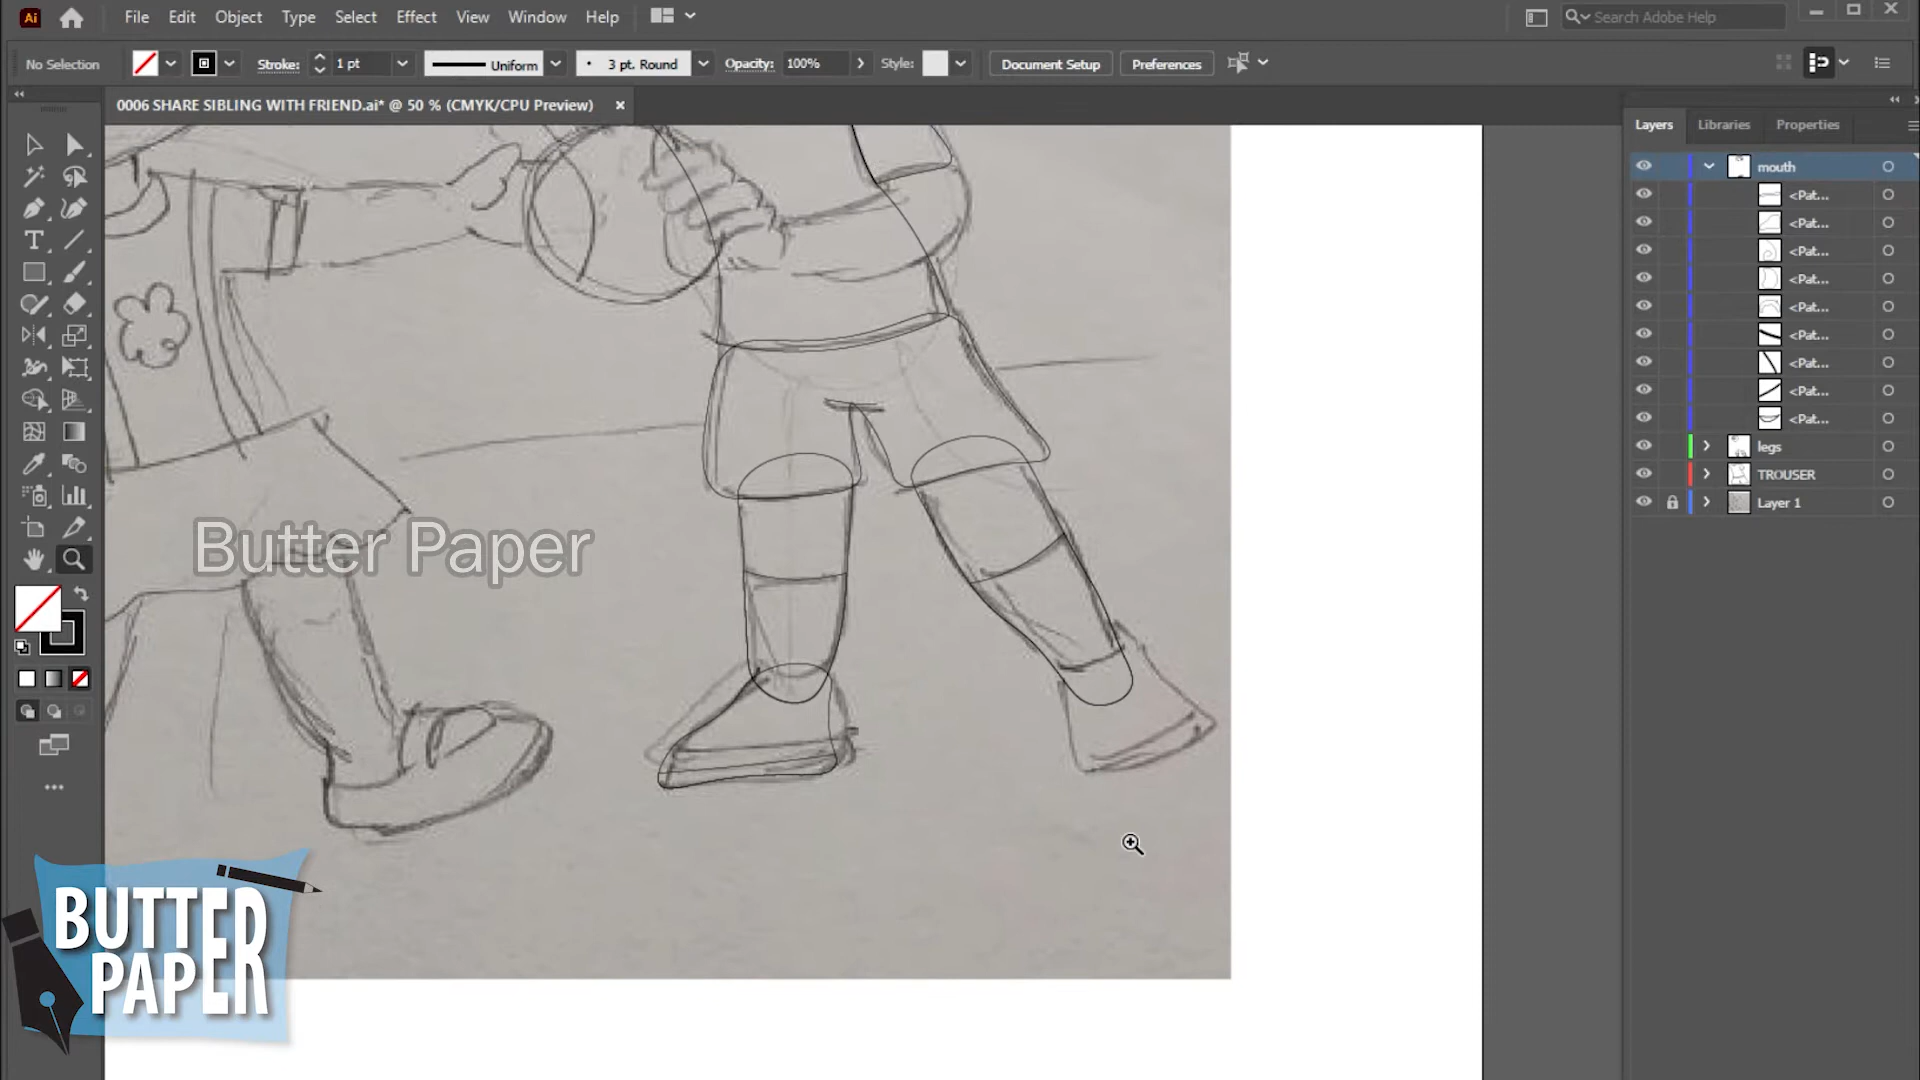 Ai File Edit Object Type Select Effect View Window Help Search Adobe Help
No Selection Stroke: 1 pt Uniform 3 pt. Round Opacity: 100% Style: Document Setup Preferences
0006 SHARE SIBLING WITH FRIEND.ai* @ 50 % (CMYK/CPU Preview)
Layers Libraries Properties
mouth
<Pat...
<Pat...
<Pat...
<Pat...
<Pat...
<Pat...
<Pat...
<Pat...
<Pat...
legs
TROUSER
Layer 1
Butter Paper
BUTTER
PAPER